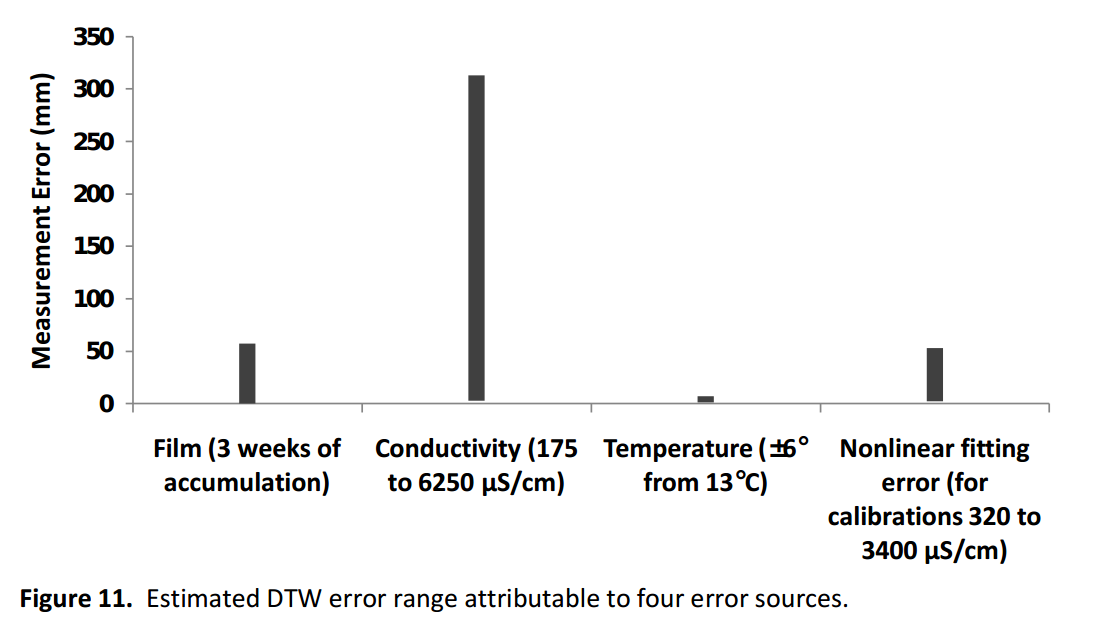 350
300
250
200
150
100
50
0
Measurement Error (mm)
Film (3 weeks of
accumulation)
Conductivity (175
to 6250 µS/cm)
Temperature (±6°
from 13°C)
Nonlinear fitting
error (for
calibrations 320 to
3400 µS/cm)
Figure 11. Estimated DTW error range attributable to four error sources.